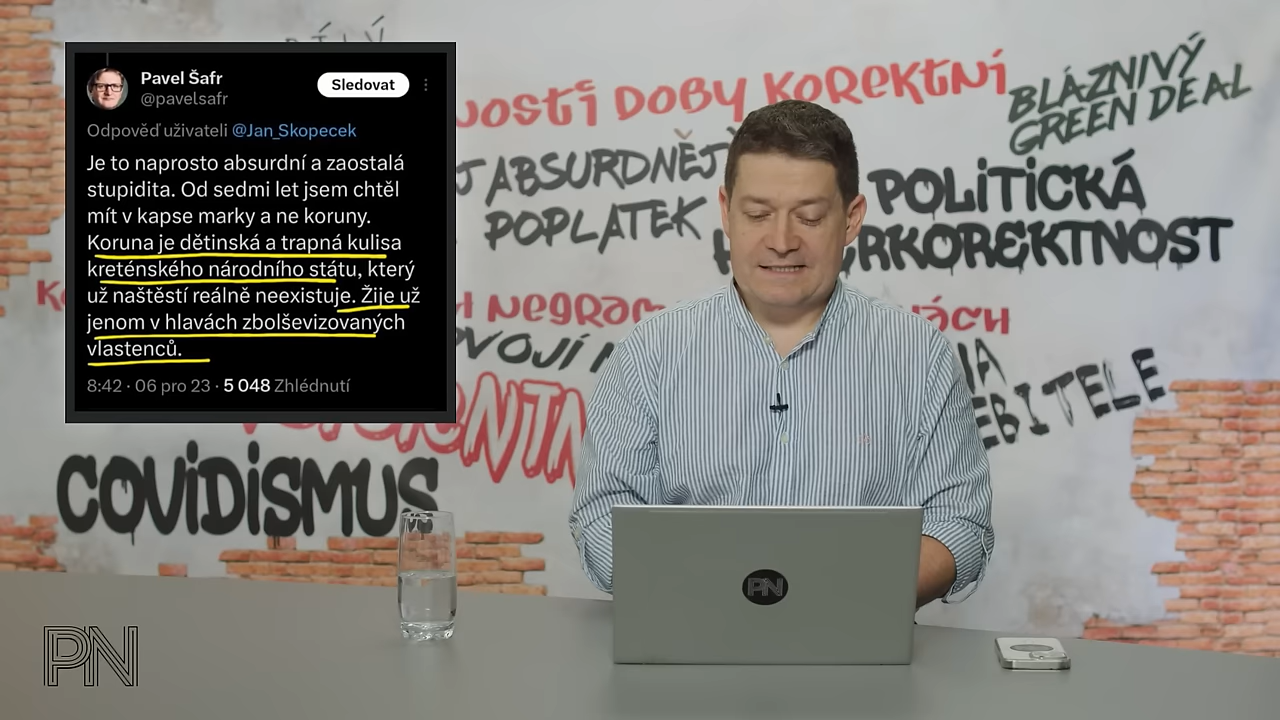 Pavel Šafr
@pavelsafr
Sledovat
Odpověď uživateli @Jan_Skopecek
Je to naprosto absurdní a zaostalá
stupidita. Od sedmi let jsem chtěl
mít v kapse marky a ne koruny.
Koruna je dětinská a trapná kulisa
kreténského národního státu, který
už naštěstí reálně neexistuje. Žije už
jenom v hlavách zbolševizovaných
vlastenců.
8:42 · 06 pro 23 · 5 048 Zhlédnutí
DOBY KOREKTNÍ
BLÁZNIVÝ
GREEN DEAL
POPLATEK
POLITICKÁ
COVIDISMUS
PN
PN